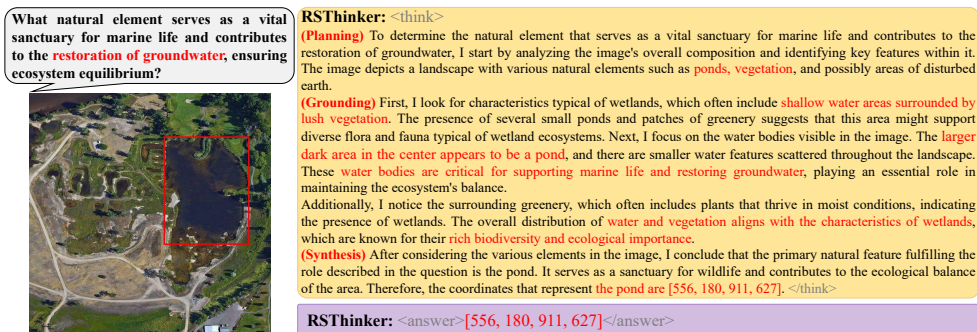 What natural element serves as a vital
sanctuary for marine life and contributes
to the restoration of groundwater, ensuring
ecosystem equilibrium?
RSThinker: <think>
(Planning) To determine the natural element that serves as a vital sanctuary for marine life and contributes to the
restoration of groundwater, I start by analyzing the image's overall composition and identifying key features within it.
The image depicts a landscape with various natural elements such as ponds, vegetation, and possibly areas of disturbed
earth.
(Grounding) First, I look for characteristics typical of wetlands, which often include shallow water areas surrounded by
lush vegetation. The presence of several small ponds and patches of greenery suggests that this area might support
diverse flora and fauna typical of wetland ecosystems. Next, I focus on the water bodies visible in the image. The larger
dark area in the center appears to be a pond, and there are smaller water features scattered throughout the landscape.
These water bodies are critical for supporting marine life and restoring groundwater, playing an essential role in
maintaining the ecosystem's balance.
Additionally, I notice the surrounding greenery, which often includes plants that thrive in moist conditions, indicating
the presence of wetlands. The overall distribution of water and vegetation aligns with the characteristics of wetlands,
which are known for their rich biodiversity and ecological importance.
(Synthesis) After considering the various elements in the image, I conclude that the primary natural feature fulfilling the
role described in the question is the pond. It serves as a sanctuary for wildlife and contributes to the ecological balance
of the area. Therefore, the coordinates that represent the pond are [556, 180, 911, 627]. </think>
RSThinker: <answer>[556, 180, 911, 627]</answer>